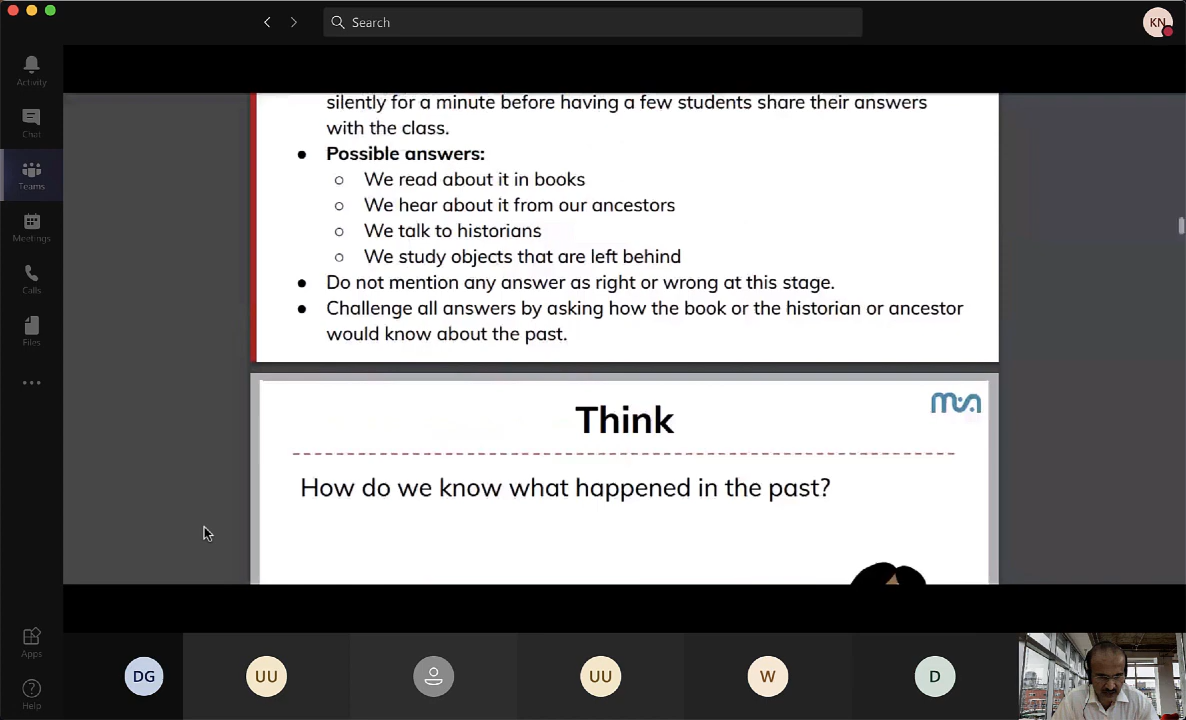 Search
KN
Activity
Chat
Teams
Meetings
Calls
Files
Apps
Help
silently for a minute before having a few students share their answers
with the class.
● Possible answers:
○ We read about it in books
○ We hear about it from our ancestors
○ We talk to historians
○ We study objects that are left behind
● Do not mention any answer as right or wrong at this stage.
● Challenge all answers by asking how the book or the historian or ancestor
would know about the past.
Think
How do we know what happened in the past?
DG
UU
UU
W
D